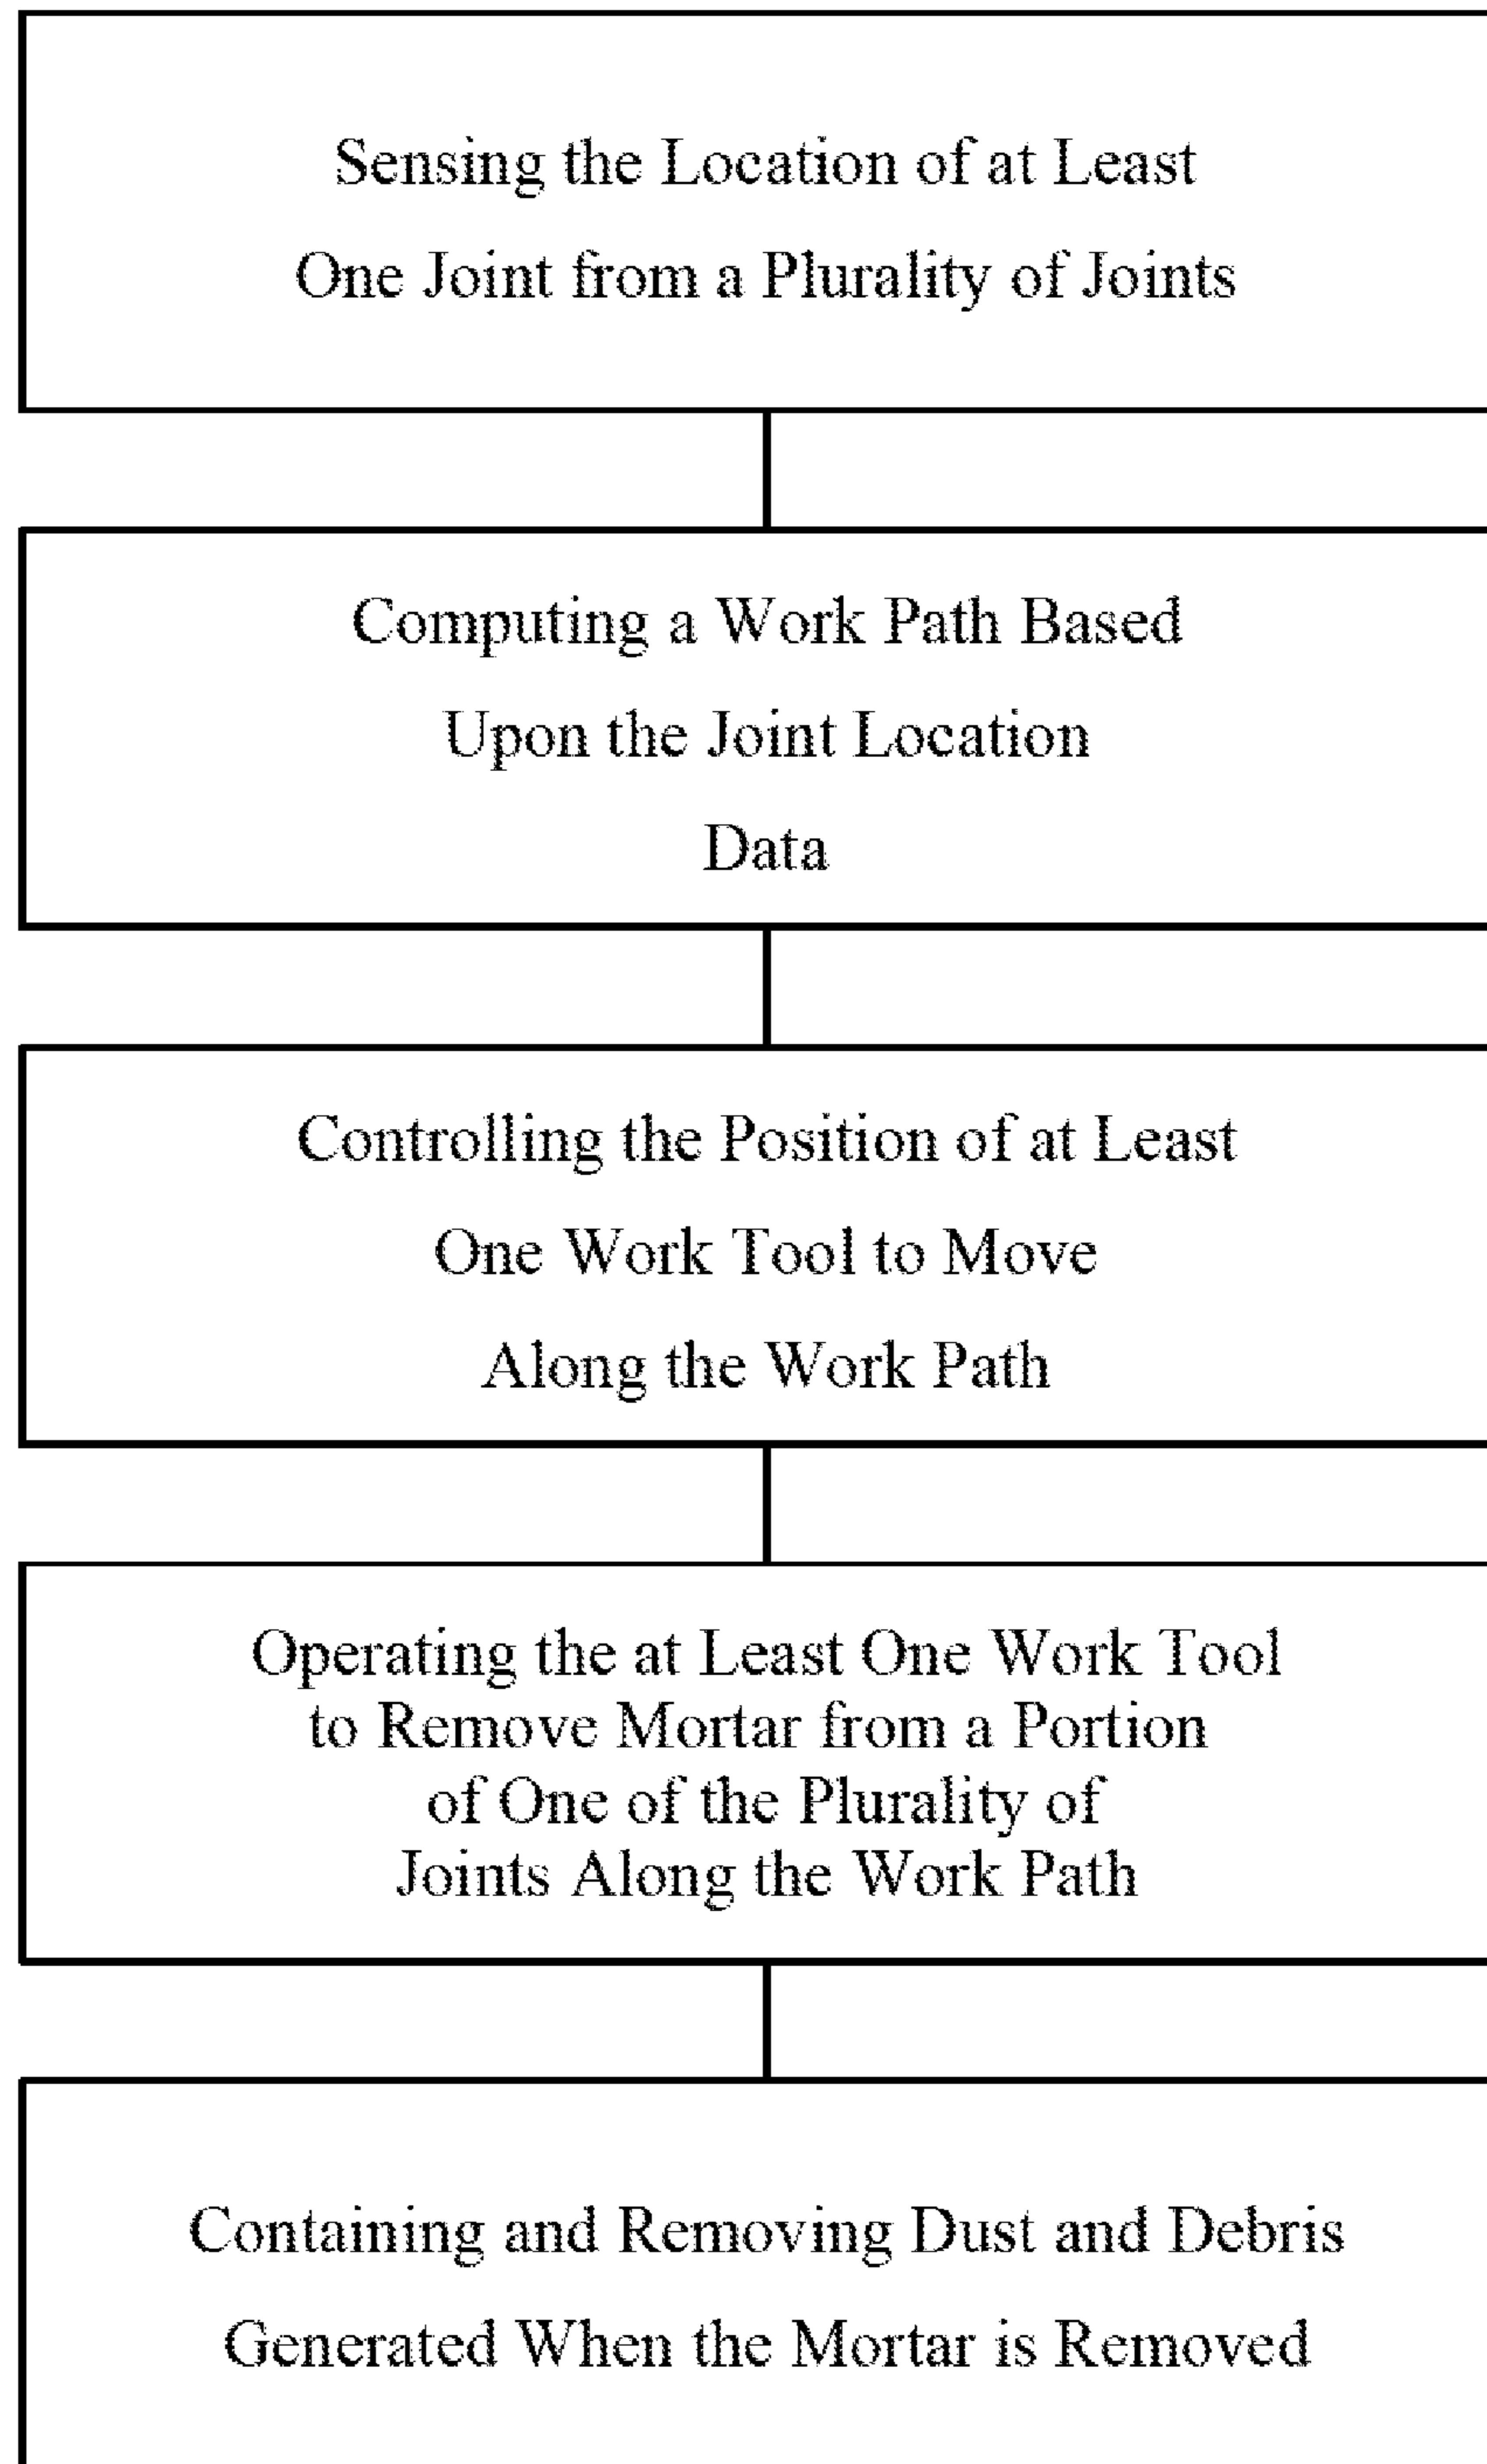 Sensing the Location of at Least
One Joint from a Plurality of Joints
Computing a Work Path Based
Upon the Joint Location
Data
Controlling the Position of at Least
One Work Tool to Move
Along the Work Path
Operating the at Least One Work Tool
to Remove Mortar from a Portion
of One of the Plurality of
Joints Along the Work Path
Containing and Removing Dust and Debris
Generated When the Mortar is Removed